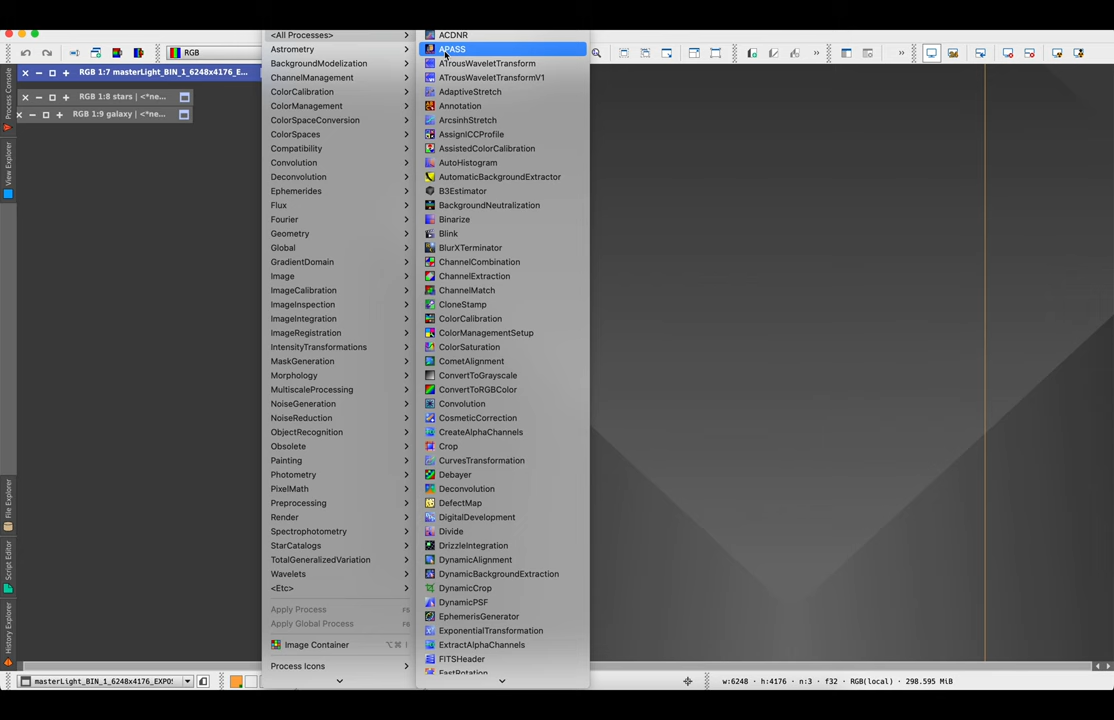 RGB
RGB 1:7 masterLight_BIN_1_6248x4176_E...
RGB 1:8 stars | <*ne...
RGB 1:9 galaxy | <*ne...
Process Console
View Explorer
File Explorer
Script Editor
History Explorer
<All Processes>
Astrometry
BackgroundModelization
ChannelManagement
ColorCalibration
ColorManagement
ColorSpaceConversion
ColorSpaces
Compatibility
Convolution
Deconvolution
Ephemerides
Flux
Fourier
Geometry
Global
GradientDomain
Image
ImageCalibration
ImageInspection
ImageIntegration
ImageRegistration
IntensityTransformations
MaskGeneration
Morphology
MultiscaleProcessing
NoiseGeneration
NoiseReduction
ObjectRecognition
Obsolete
Painting
Photometry
PixelMath
Preprocessing
Render
Spectrophotometry
StarCatalogs
TotalGeneralizedVariation
Wavelets
<Etc>
Apply Process F5
Apply Global Process F6
Image Container ⌥⌘ I
Process Icons
ACDNR
APASS
ATrousWaveletTransform
ATrousWaveletTransformV1
AdaptiveStretch
Annotation
ArcsinhStretch
AssignICCProfile
AssistedColorCalibration
AutoHistogram
AutomaticBackgroundExtractor
B3Estimator
BackgroundNeutralization
Binarize
Blink
BlurXTerminator
ChannelCombination
ChannelExtraction
ChannelMatch
CloneStamp
ColorCalibration
ColorManagementSetup
ColorSaturation
CometAlignment
ConvertToGrayscale
ConvertToRGBColor
Convolution
CosmeticCorrection
CreateAlphaChannels
Crop
CurvesTransformation
Debayer
Deconvolution
DefectMap
DigitalDevelopment
Divide
DrizzleIntegration
DynamicAlignment
DynamicBackgroundExtraction
DynamicCrop
DynamicPSF
EphemerisGenerator
ExponentialTransformation
ExtractAlphaChannels
FITSHeader
FastRotation
masterLight_BIN_1_6248x4176_EXPOS
w:6248 · h:4176 · n:3 · f32 · RGB(local) · 298.595 MiB